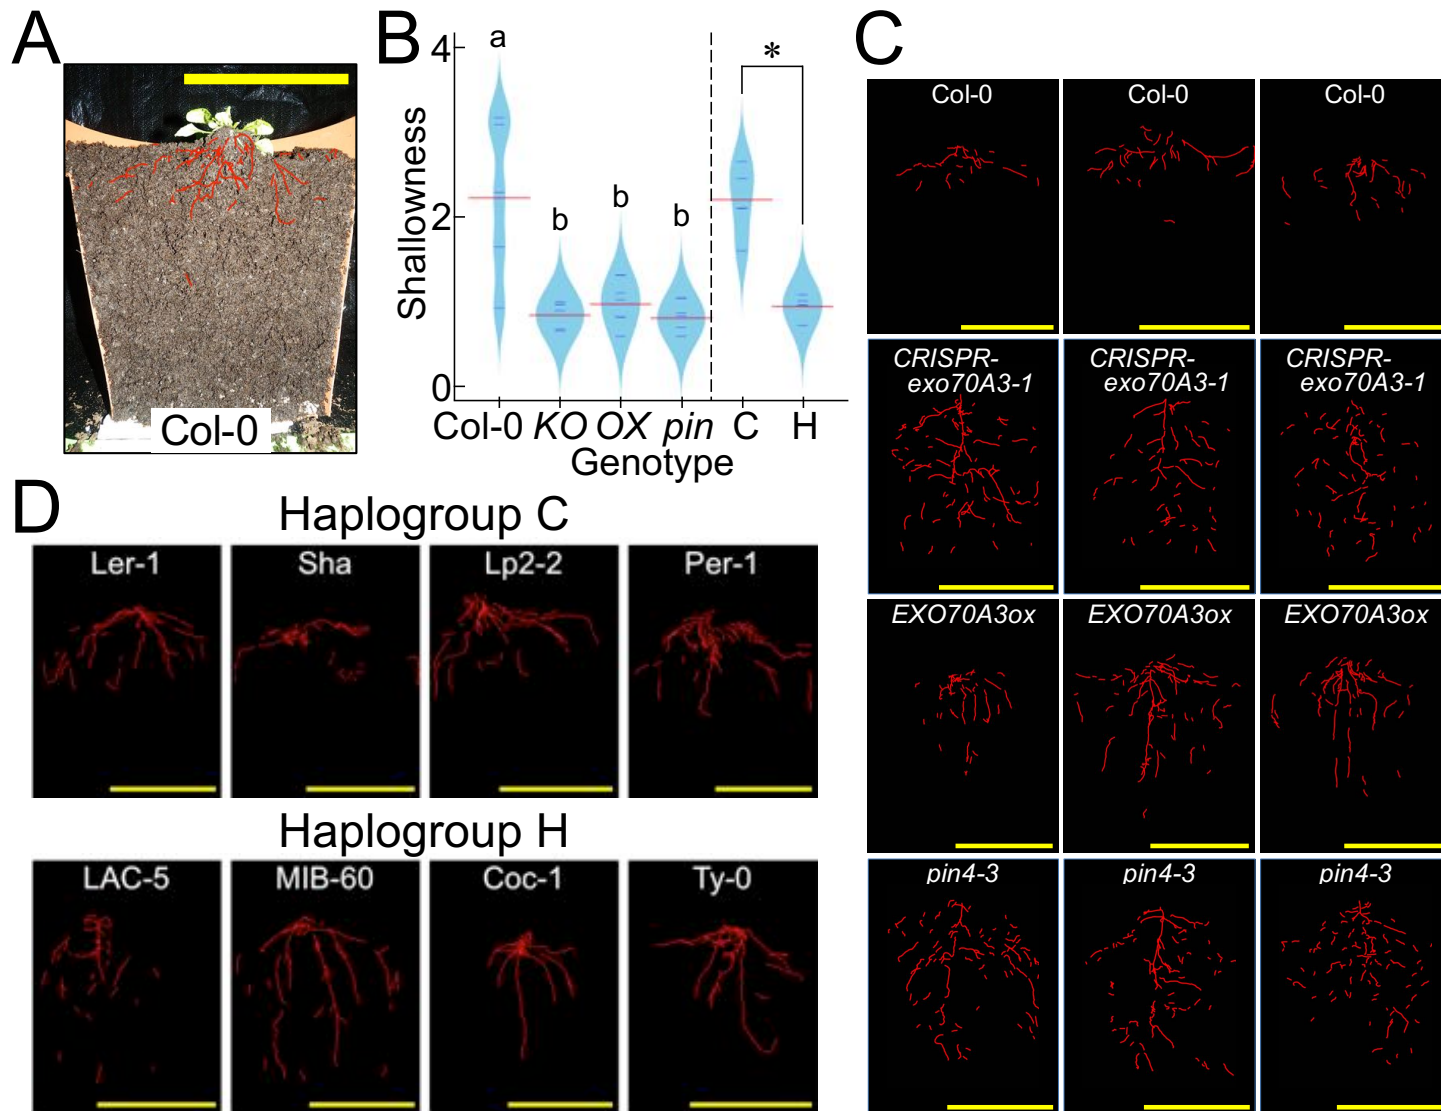 A
Col-0
B
Shallowness
4
2
0
a
b
b
b
*
Col-0 KO OX pin C H
Genotype
C
Col-0 Col-0 Col-0
CRISPR-
exo70A3-1
CRISPR-
exo70A3-1
CRISPR-
exo70A3-1
EXO70A3ox EXO70A3ox EXO70A3ox
pin4-3 pin4-3 pin4-3
D
Haplogroup C
Ler-1 Sha Lp2-2 Per-1
Haplogroup H
LAC-5 MIB-60 Coc-1 Ty-0